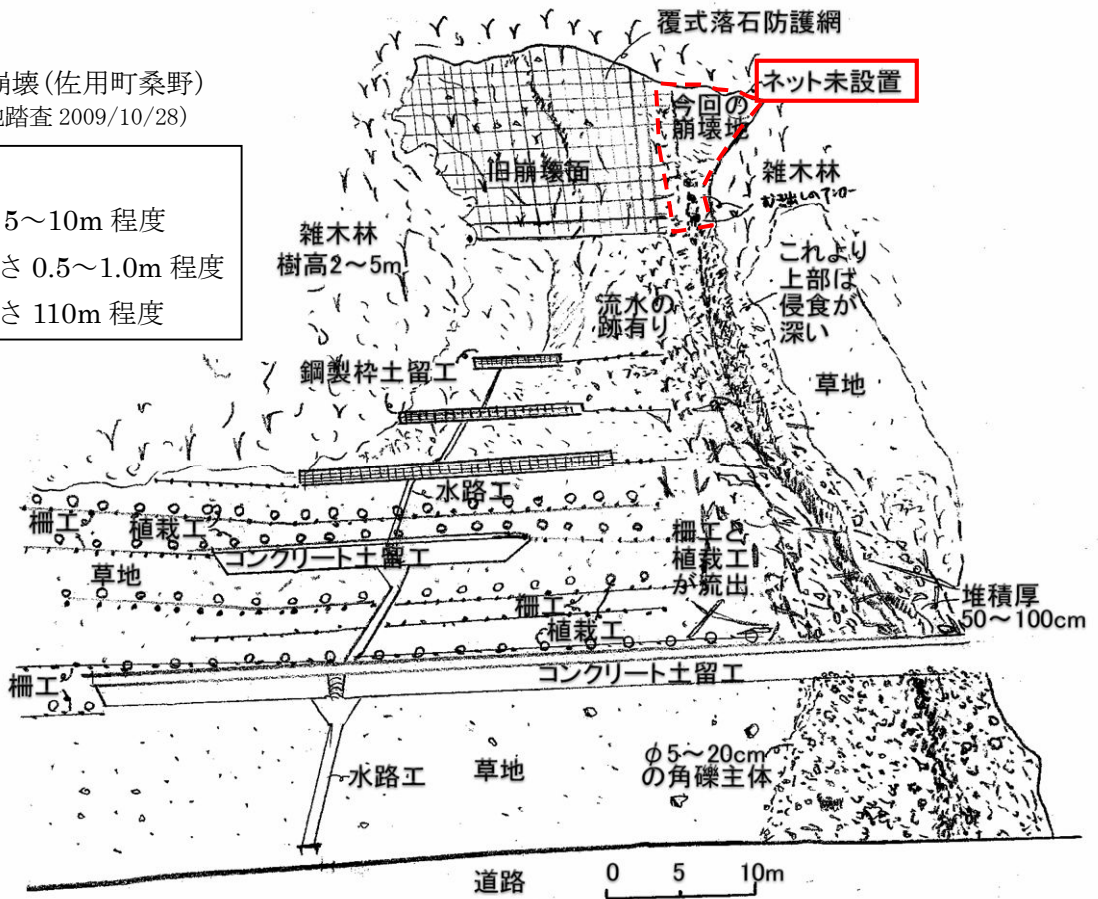 崩壊(佐用町桑野)
地踏査 2009/10/28)
5～10m 程度
さ 0.5～1.0m 程度
さ 110m 程度
覆式落石防護網
ネット未設置
今回の
崩壊地
旧崩壊面
雑木林
雑木林
樹高2～5m
流水の
跡有り
これより
上部は
侵食が
深い
草地
鋼製枠土留工
水路工
柵工
植栽工
コンクリート土留工
草地
柵工と
植栽工
が流出
柵工
植栽工
堆積厚
50～100cm
柵工
コンクリート土留工
水路工
草地
φ5～20cm
の角礫主体
道路
0 5 10m